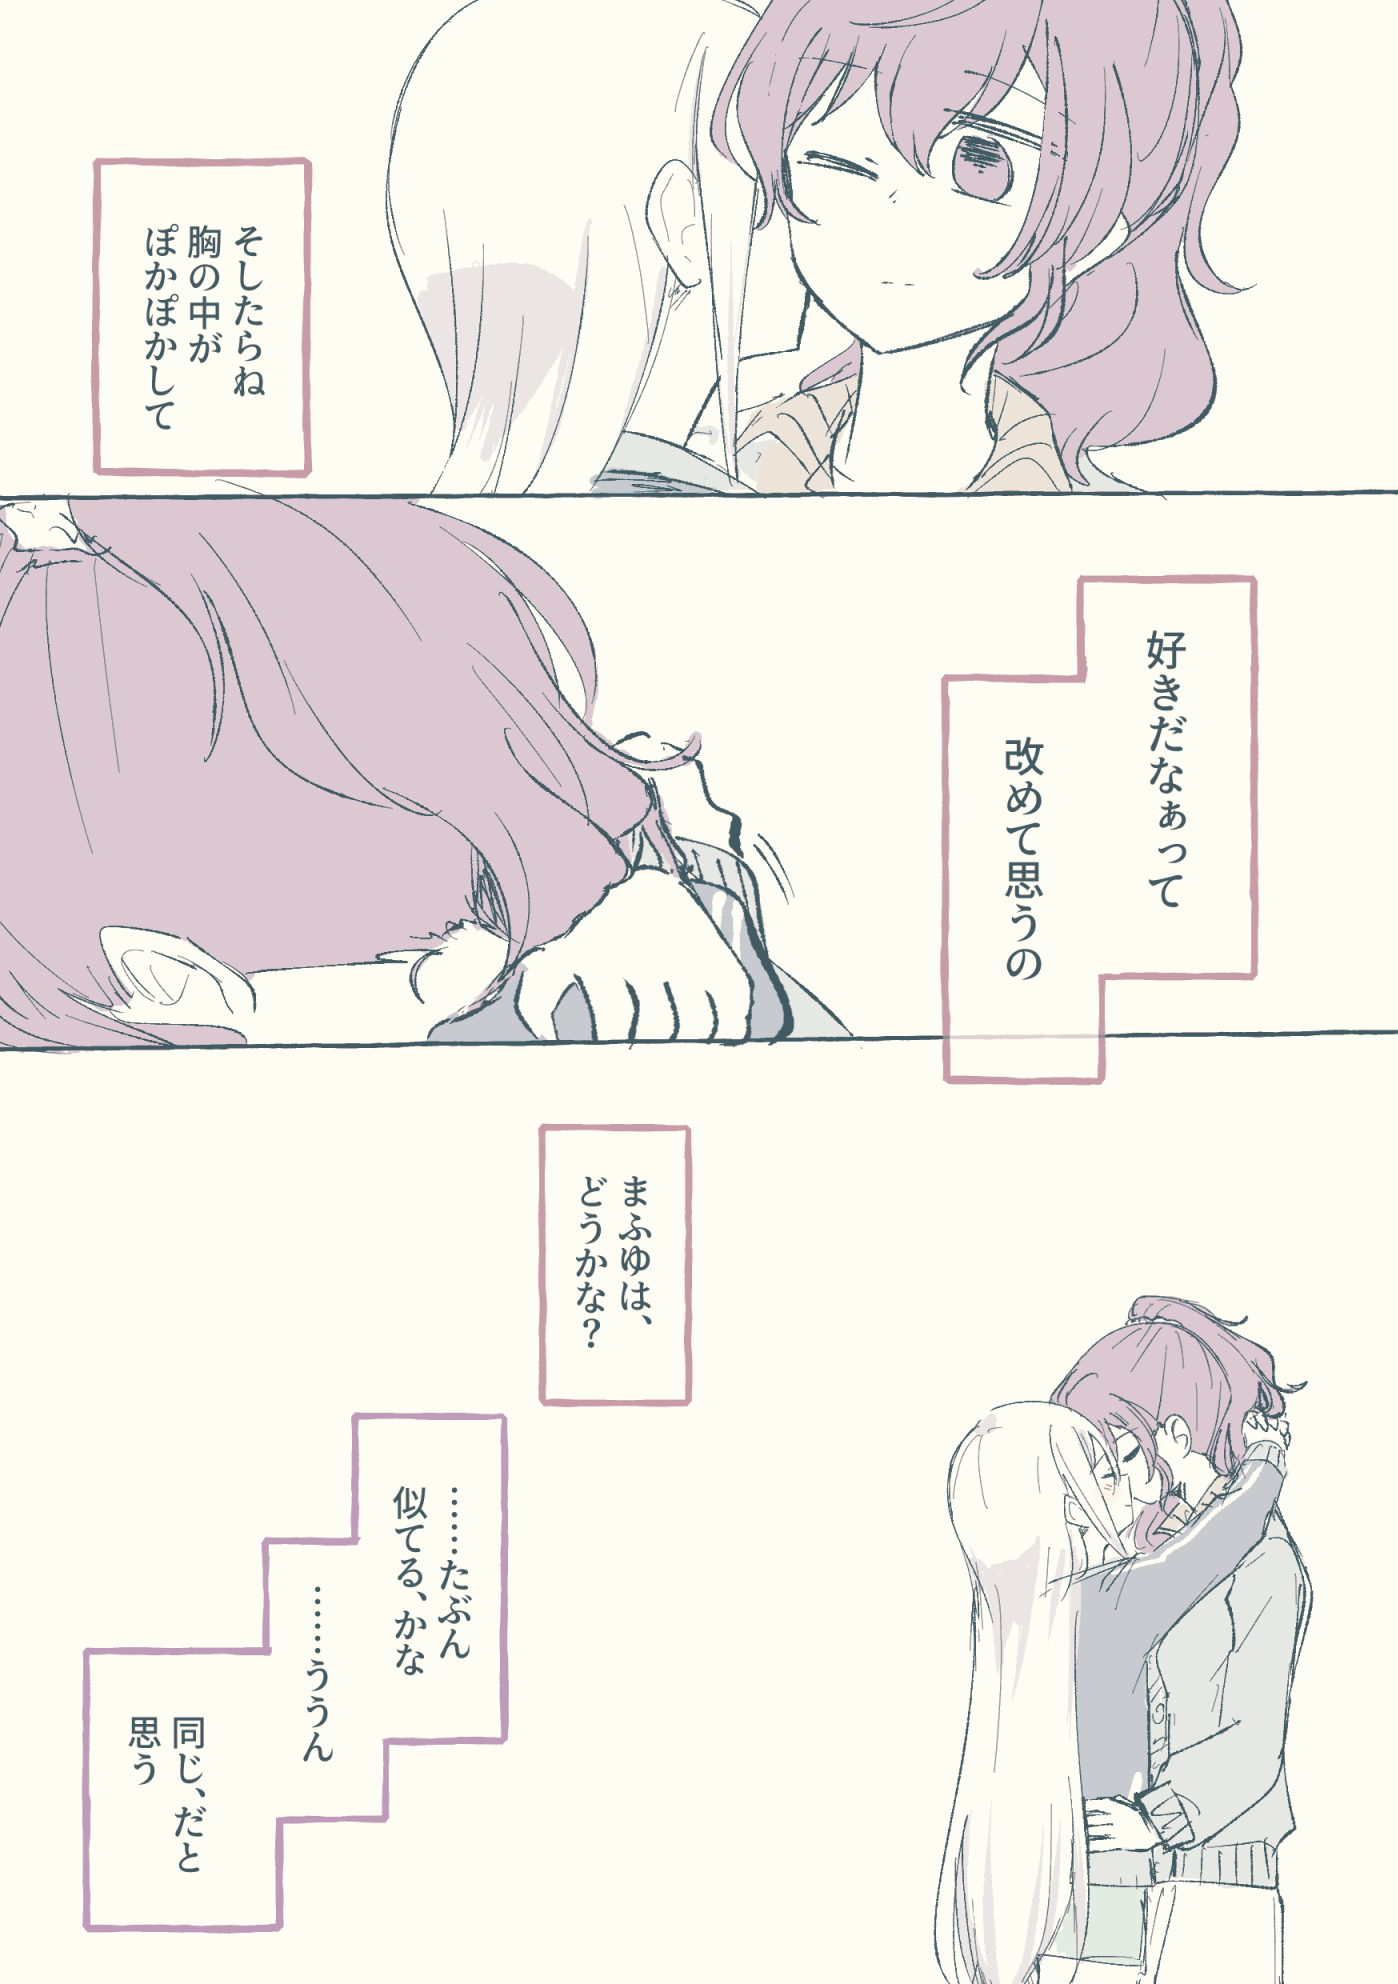 そしたらね
胸の中が
ぽかぽかして
好きだなぁって
改めて思うの
まふゆは、
どうかな？
……たぶん
似てる、かな
……ううん
同じ、だと
思う